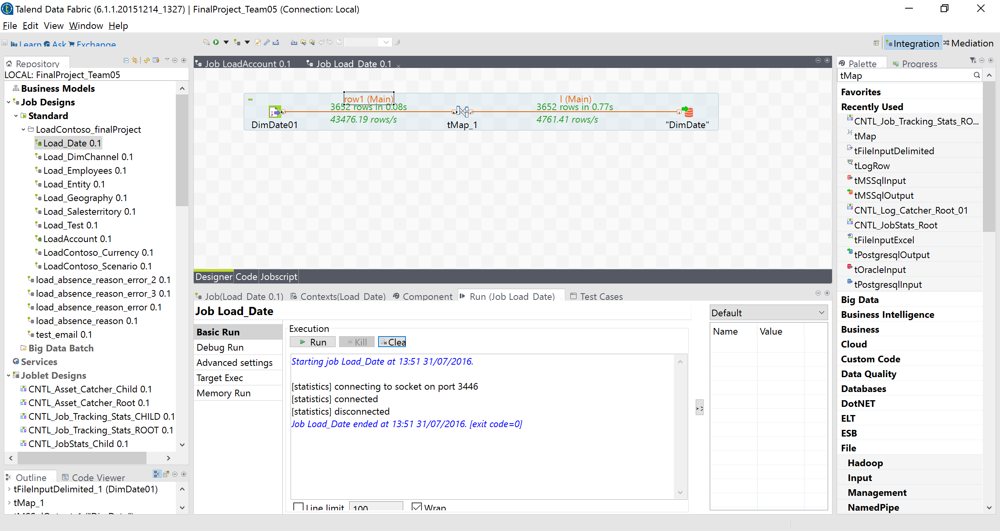 Talend Data Fabric (6.1.1.20151214_1327) | FinalProject_Team05 (Connection: Local)
File Edit View Window Help
Learn Ask Exchange
Integration Mediation
Repository
LOCAL: FinalProject_Team05
Business Models
Job Designs
Standard
LoadContoso_finalProject
Load_Date 0.1
Load_DimChannel 0.1
Load_Employees 0.1
Load_Entity 0.1
Load_Geography 0.1
Load_Salesterritory 0.1
Load_Test 0.1
LoadAccount 0.1
LoadContoso_Currency 0.1
LoadContoso_Scenario 0.1
load_absence_reason_error_2 0.1
load_absence_reason_error_3 0.1
load_absence_reason_error 0.1
load_absence_reason 0.1
test_email 0.1
Big Data Batch
Services
Joblet Designs
CNTL_Asset_Catcher_Child 0.1
CNTL_Asset_Catcher_Root 0.1
CNTL_Job_Tracking_Stats_CHILD 0.1
CNTL_Job_Tracking_Stats_ROOT 0.1
CNTL_JobStats_Child 0.1
Outline Code Viewer
tFileInputDelimited_1 (DimDate01)
tMap_1
Job LoadAccount 0.1 Job Load_Date 0.1
row1 (Main)
3652 rows in 0.08s
43476.19 rows/s
l (Main)
3652 rows in 0.77s
4761.41 rows/s
DimDate01
tMap_1
"DimDate"
Designer Code Jobscript
Job(Load_Date 0.1) Contexts(Load_Date) Component Run (Job Load_Date) Test Cases
Job Load_Date
Basic Run
Debug Run
Advanced settings
Target Exec
Memory Run
Execution
Run Kill Clea
Starting job Load_Date at 13:51 31/07/2016.
[statistics] connecting to socket on port 3446
[statistics] connected
[statistics] disconnected
Job Load_Date ended at 13:51 31/07/2016. [exit code=0]
Line limit 100 Wrap
Default
Name Value
Palette Progress
tMap
Favorites
Recently Used
CNTL_Job_Tracking_Stats_RO...
tMap
tFileInputDelimited
tLogRow
tMSSqlInput
tMSSqlOutput
CNTL_Log_Catcher_Root_01
CNTL_JobStats_Root
tFileInputExcel
tPostgresqlOutput
tOracleInput
tPostgresqlInput
Big Data
Business Intelligence
Business
Cloud
Custom Code
Data Quality
Databases
DotNET
ELT
ESB
File
Hadoop
Input
Management
NamedPipe